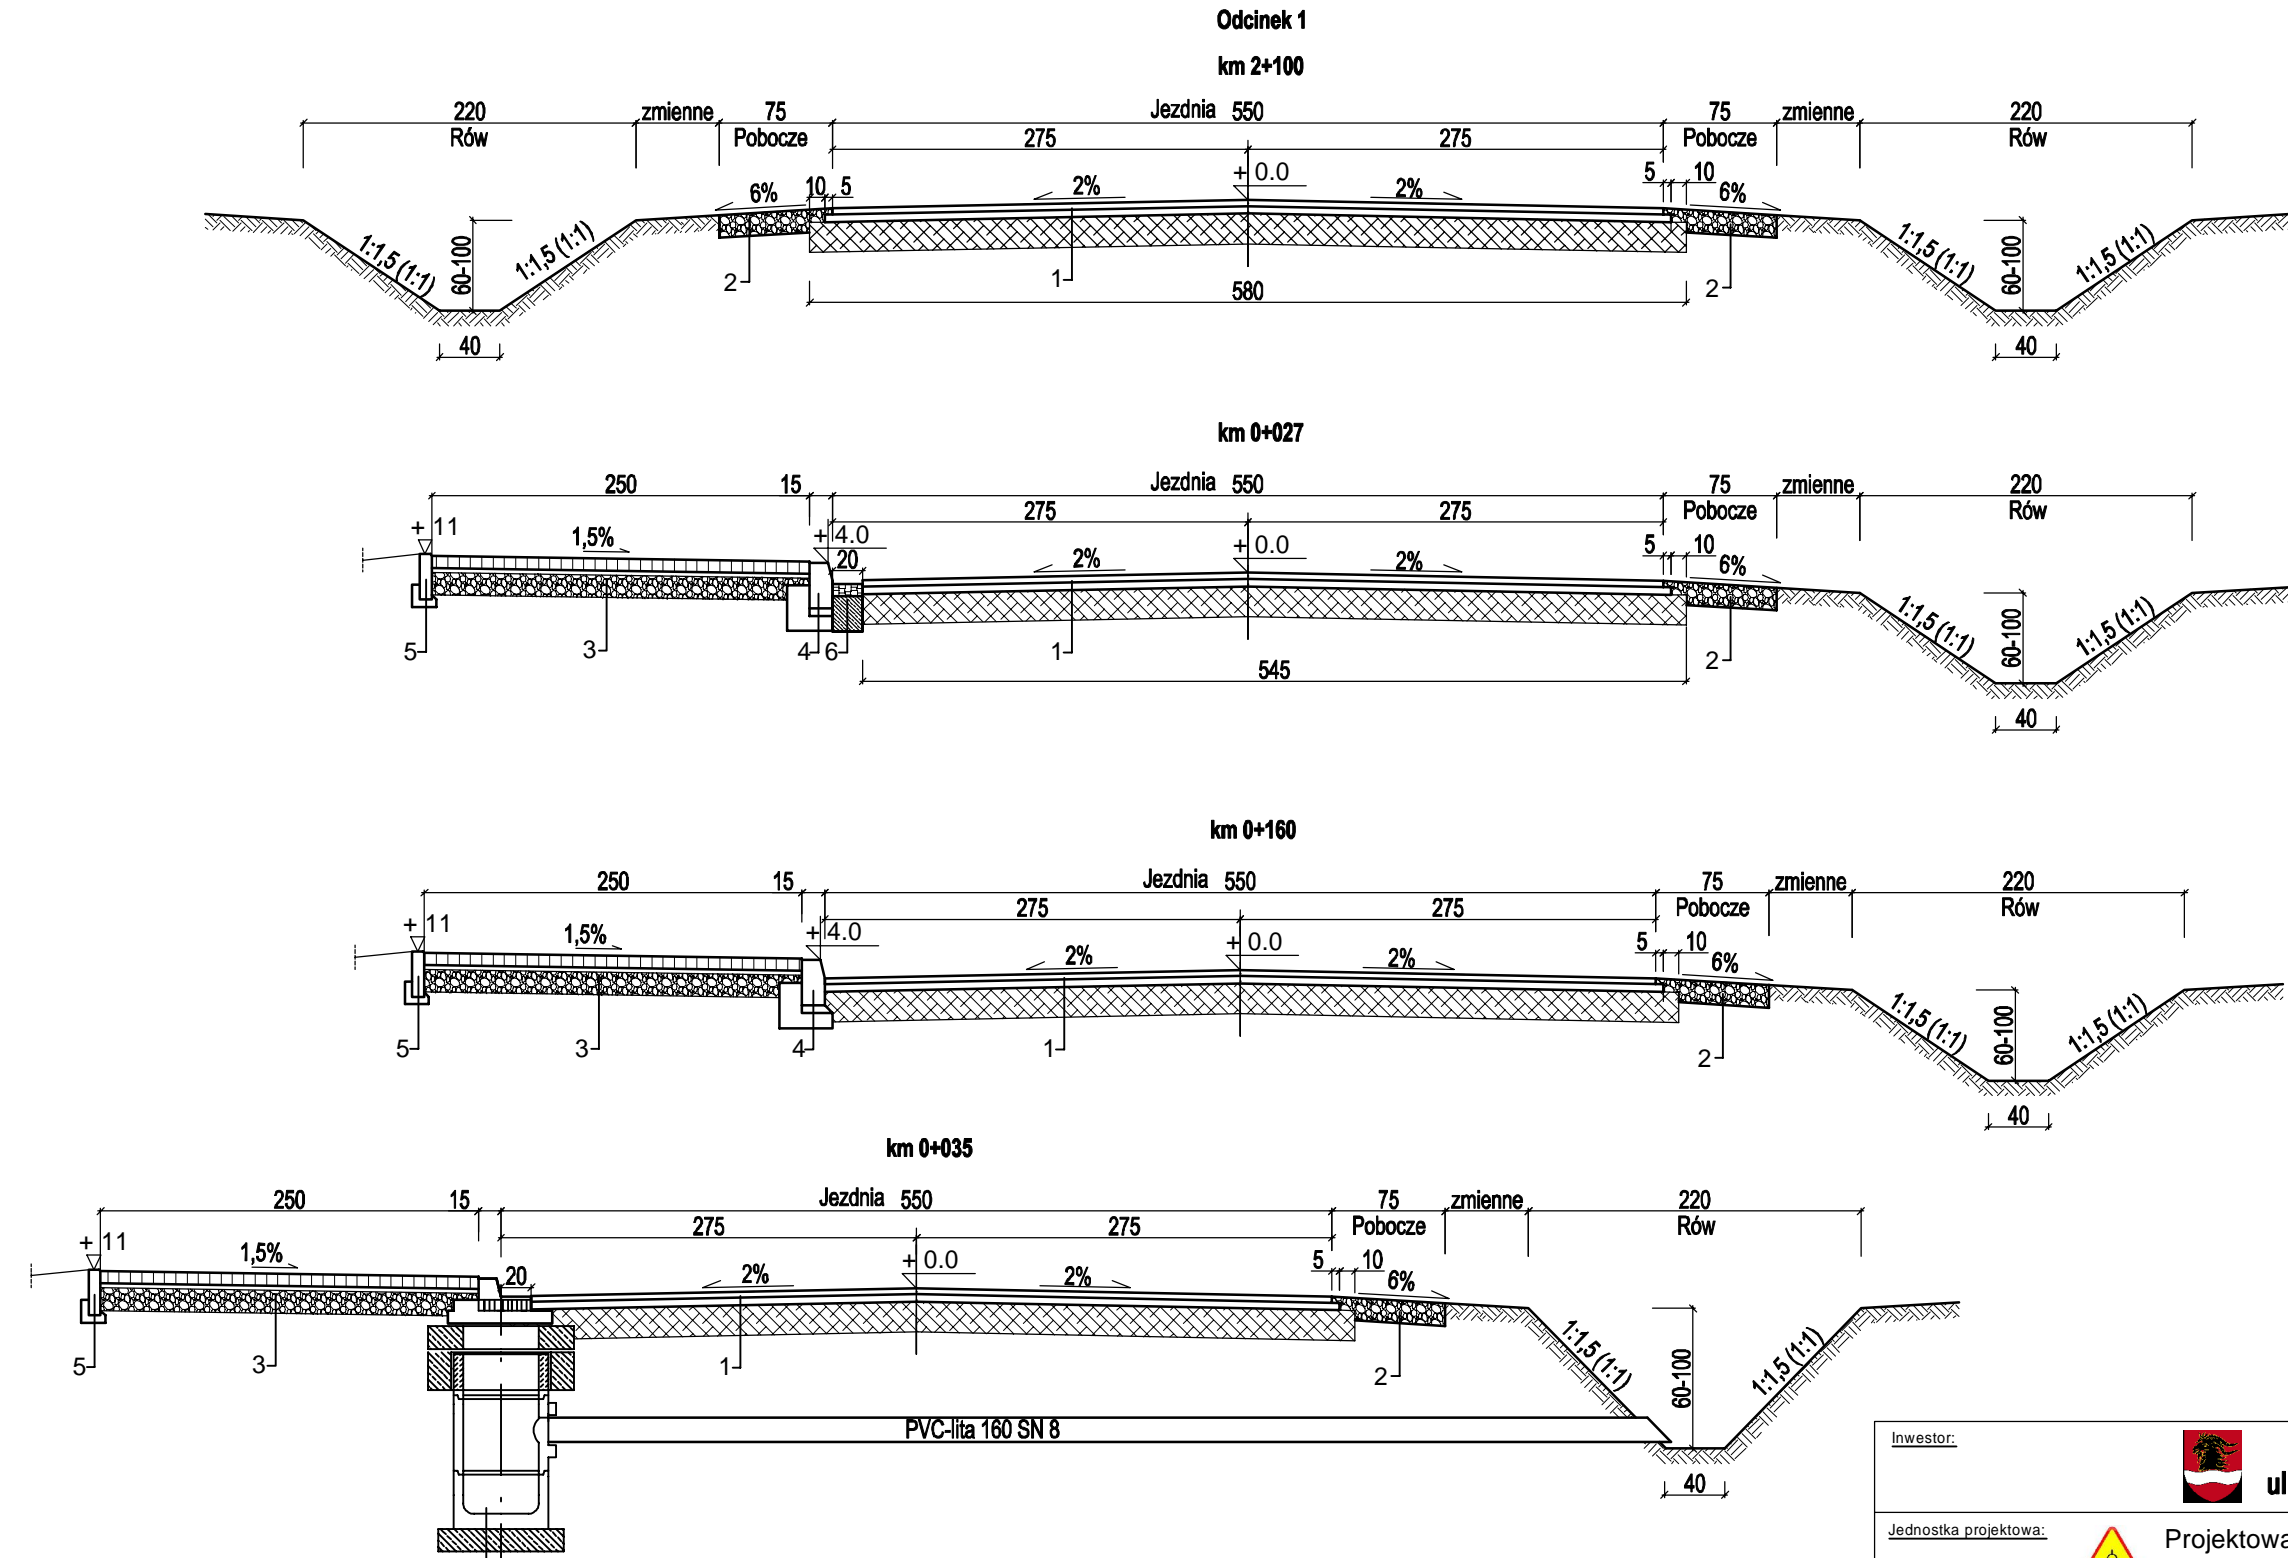 Odcinek 1
km 2+100
220 zmienne 75 Jezdnia 550 75 zmienne 220
Rów Pobocze 275 275 Pobocze Rów
6% 10 5 2% + 0.0 2% 5 10 6%
1:1,5 (1:1) 60-100 1:1,5 (1:1) 1:1,5 (1:1) 60-100 1:1,5 (1:1)
2 1 2
580
40 40
km 0+027
250 15 Jezdnia 550 75 zmienne 220
275 275 Pobocze Rów
+ 11 1,5% + 4.0 20 2% + 0.0 2% 5 10 6%
1:1,5 (1:1) 60-100 1:1,5 (1:1)
5 3 4 6 1 2
545
40
km 0+160
250 15 Jezdnia 550 75 zmienne 220
275 275 Pobocze Rów
+ 11 1,5% + 4.0 2% + 0.0 2% 5 10 6%
1:1,5 (1:1) 60-100 1:1,5 (1:1)
5 3 4 1 2
40
km 0+035
250 15 Jezdnia 550 75 zmienne 220
275 275 Pobocze Rów
+ 11 1,5% 20 2% + 0.0 2% 5 10 6%
1:1,5 (1:1) 60-100 1:1,5 (1:1)
5 3 1 2
PVC-lita 160 SN 8
40
Inwestor:
ul
Jednostka projektowa:
Projektowa